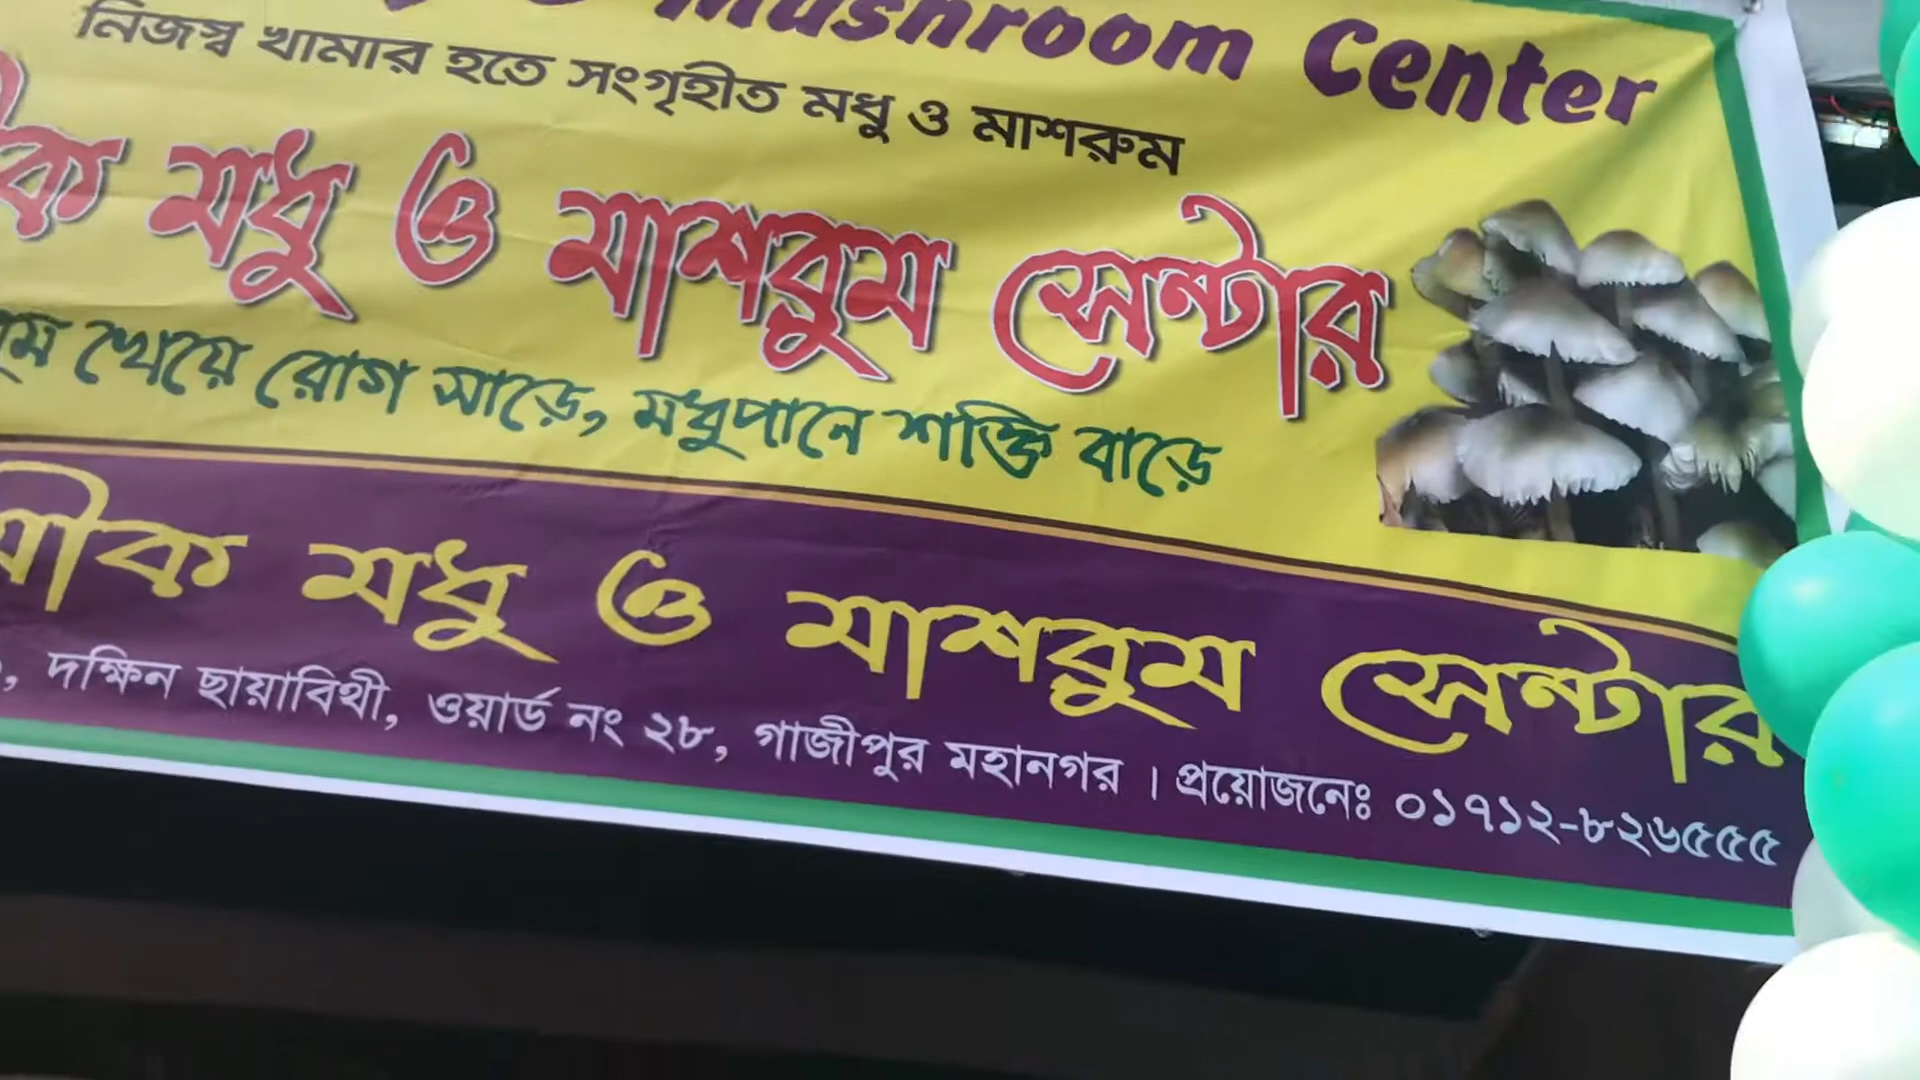 Mushroom Center
নিজস্ব খামার হতে সংগৃহীত মধু ও মাশরুম
মধু ও মাশরুম সেন্টার
খেয়ে রোগ সাড়ে, মধুপানে শক্তি বাড়ে
মধু ও মাশরুম সেন্টার
, দক্ষিন ছায়াবিথী, ওয়ার্ড নং ২৮, গাজীপুর মহানগর । প্রয়োজনেঃ ০১৭১২-৮২৬৫৫৫